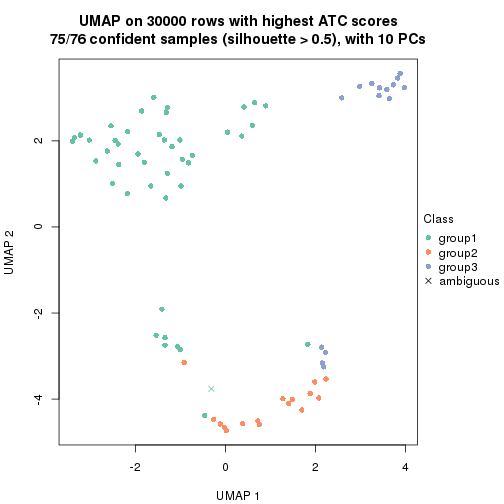 UMAP on 30000 rows with highest ATC scores
75/76 confident samples (silhouette > 0.5), with 10 PCs
2
0
-2
-4
UMAP 2
-2
0
2
4
UMAP 1
Class
group1
group2
group3
ambiguous